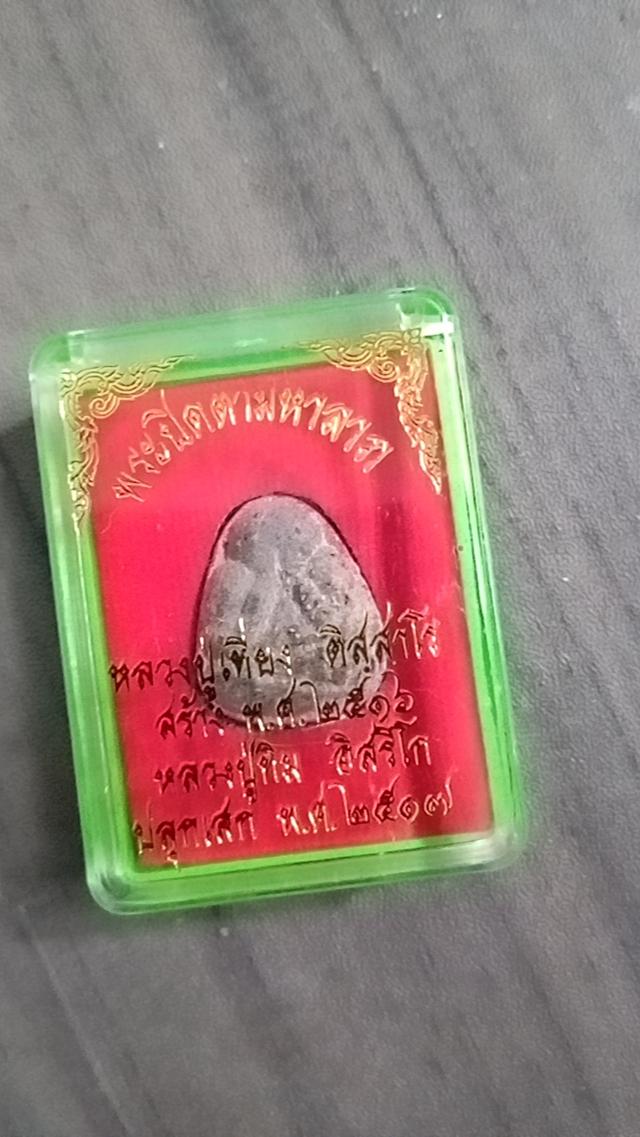 พระปิดตามหาลาภ
หลวงปู่เที่ยง ติสฺสาโร
สร้าง พ.ศ.๒๕๑๖
หลวงปู่ทิม อิสริโก
ปลุกเสก พ.ศ.๒๕๑๗